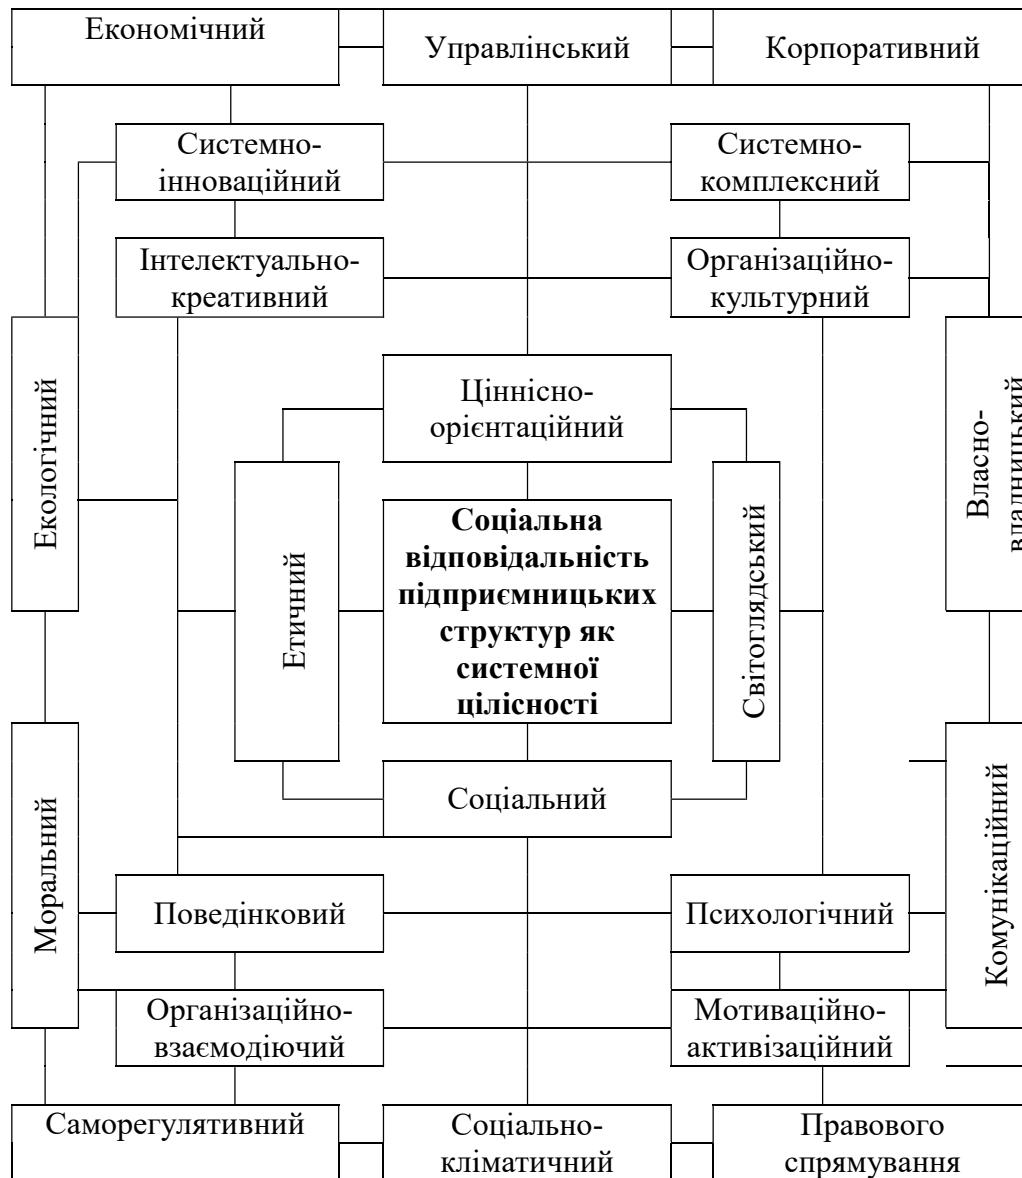 Економічний
Управлінський
Корпоративний
Системно-
інноваційний
Системно-
комплексний
Інтелектуально-
креативний
Організаційно-
культурний
Екологічний
Ціннісно-
орієнтаційний
Власно-
владницький
Етичний
Соціальна
відповідальність
підприємницьких
структур як
системної
цілісності
Світоглядський
Моральний
Соціальний
Комунікаційний
Поведінковий
Психологічний
Організаційно-
взаємодіючий
Мотиваційно-
активізаційний
Саморегулятивний
Соціально-
кліматичний
Правового
спрямування